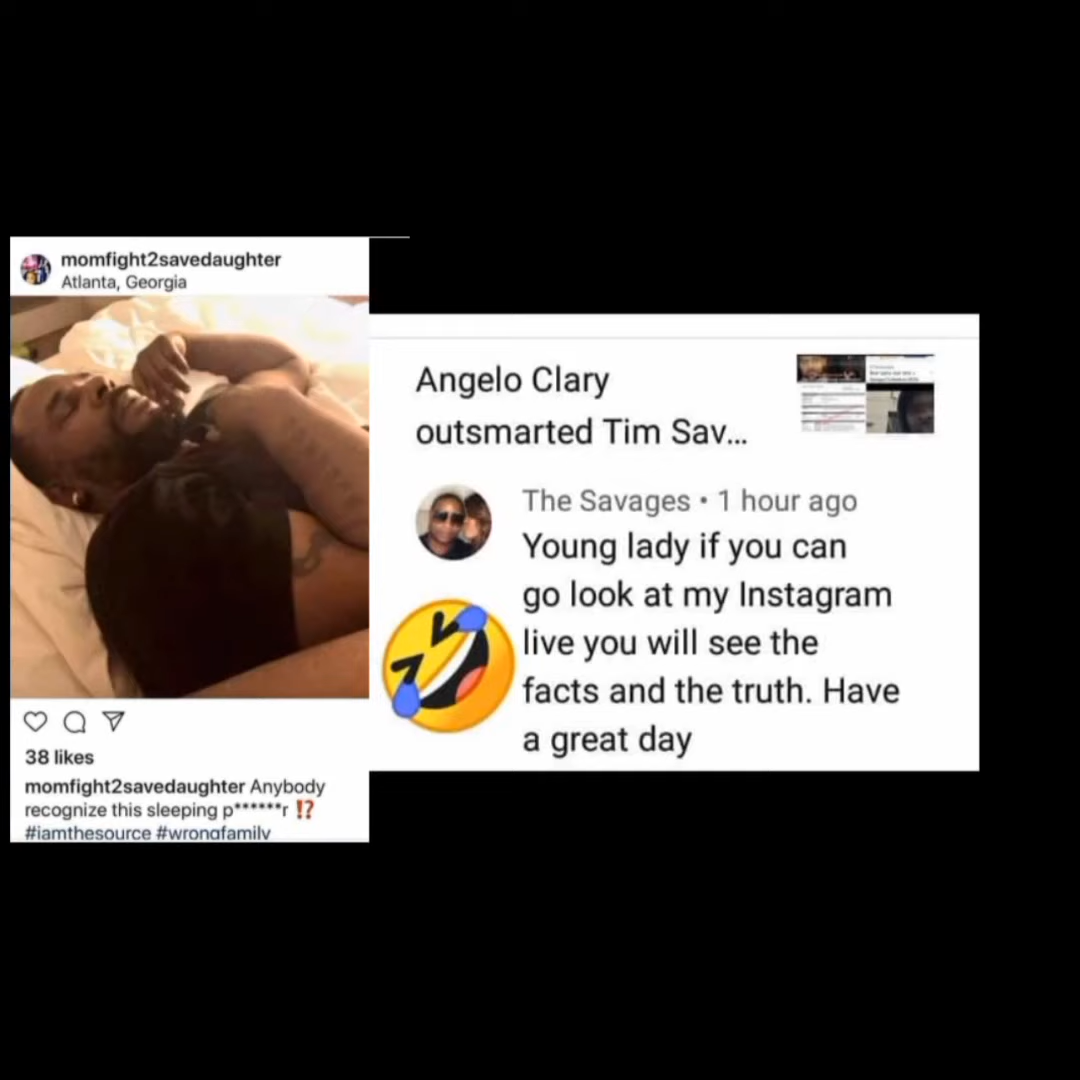 momfight2savedaughter
Atlanta, Georgia
38 likes
momfight2savedaughter Anybody
recognize this sleeping p******r ⁉️
#iamthesource #wrongfamily
Angelo Clary
outsmarted Tim Sav...
The Savages • 1 hour ago
Young lady if you can
go look at my Instagram
live you will see the
facts and the truth. Have
a great day